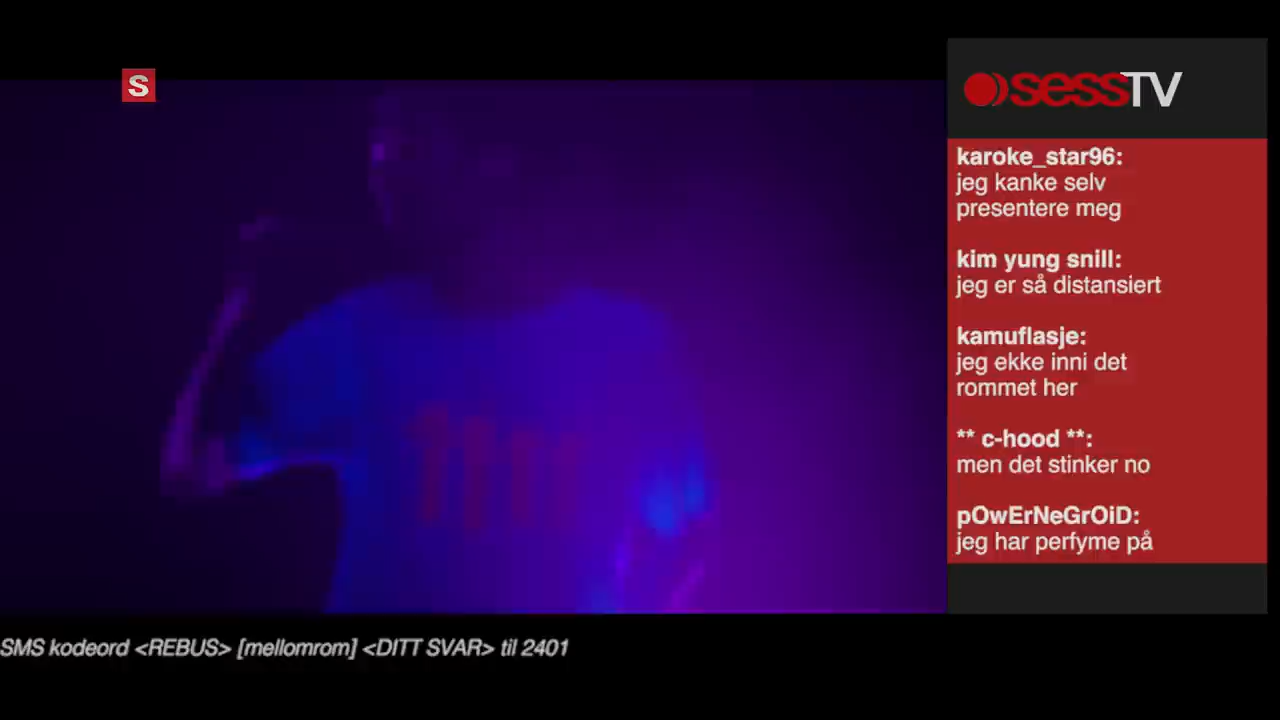 S
sessTV
karoke_star96:
jeg kanke selv
presentere meg
kim yung snill:
jeg er så distansiert
kamuflasje:
jeg ekke inni det
rommet her
** c-hood **:
men det stinker no
pOwErNeGrOiD:
jeg har perfyme på
SMS kodeord <REBUS> [mellomrom] <DITT SVAR> til 2401